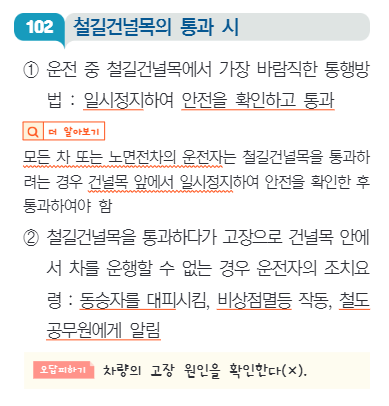 102 철길건널목의 통과 시
① 운전 중 철길건널목에서 가장 바람직한 통행방
법 : 일시정지하여 안전을 확인하고 통과
더 알아보기
모든 차 또는 노면전차의 운전자는 철길건널목을 통과하
려는 경우 건널목 앞에서 일시정지하여 안전을 확인한 후
통과하여야 함
② 철길건널목을 통과하다가 고장으로 건널목 안에
서 차를 운행할 수 없는 경우 운전자의 조치요
령 : 동승자를 대피시킴, 비상점멸등 작동, 철도
공무원에게 알림
오답피하기 차량의 고장 원인을 확인한다(×).